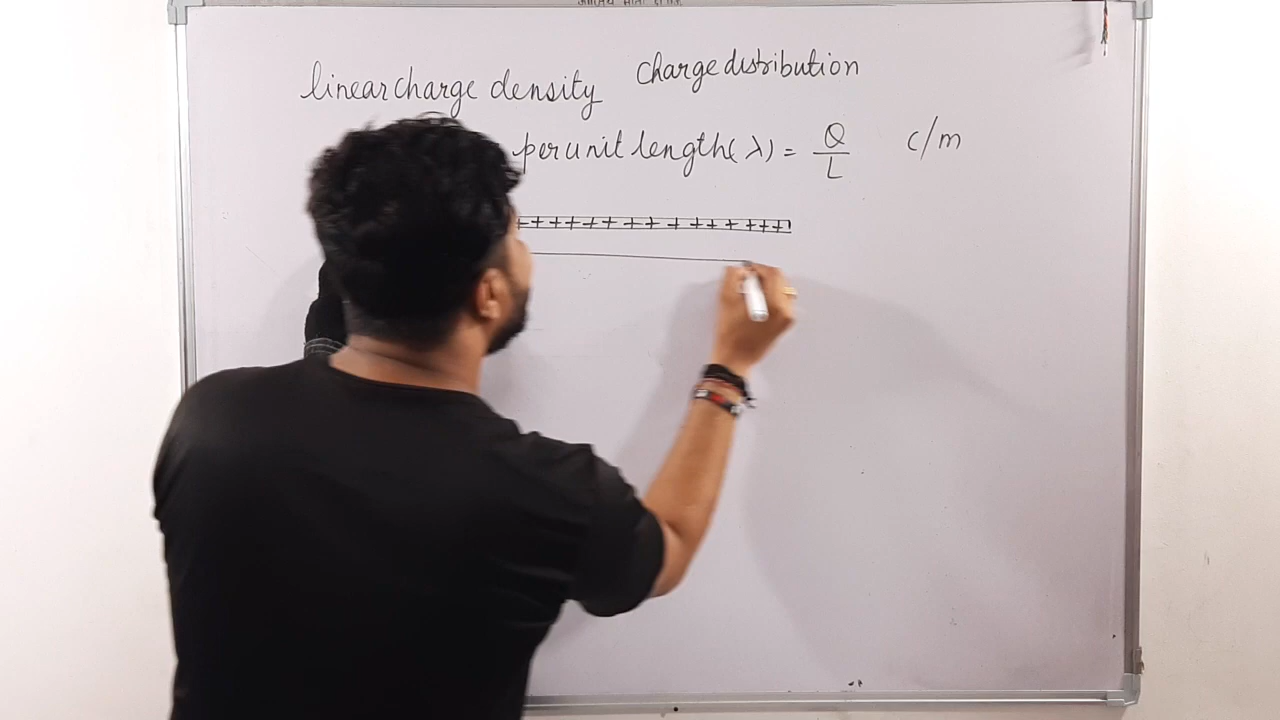 Charge distribution
linear charge density
per unit length (λ) = Q/L c/m
+ + + + + + + + + + + + + + +